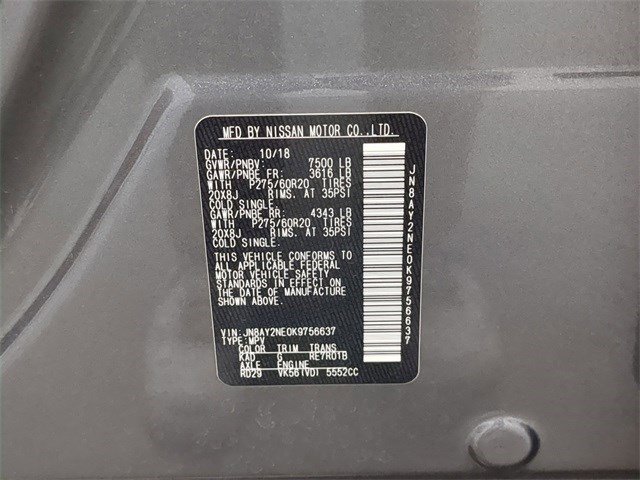 MFD BY NISSAN MOTOR CO.,LTD.
DATE: 10/18
GVWR/PNBV: 7500 LB
GAWR/PNBE FR: 3616 LB
WITH P275/60R20 TIRES
20X8J RIMS. AT 35PSI
COLD SINGLE.
GAWR/PNBE RR: 4343 LB
WITH P275/60R20 TIRES
20X8J RIMS. AT 35PSI
COLD SINGLE.
THIS VEHICLE CONFORMS TO
ALL APPLICABLE FEDERAL
MOTOR VEHICLE SAFETY
STANDARDS IN EFFECT ON
THE DATE OF MANUFACTURE
SHOWN ABOVE.
VIN: JN8AY2NE0K9756637
TYPE: MPV
COLOR TRIM TRANS
KAD G RE7R01B
AXLE ENGINE
RD29 VK56(VD) 5552CC
JN8AY2NE0K9756637